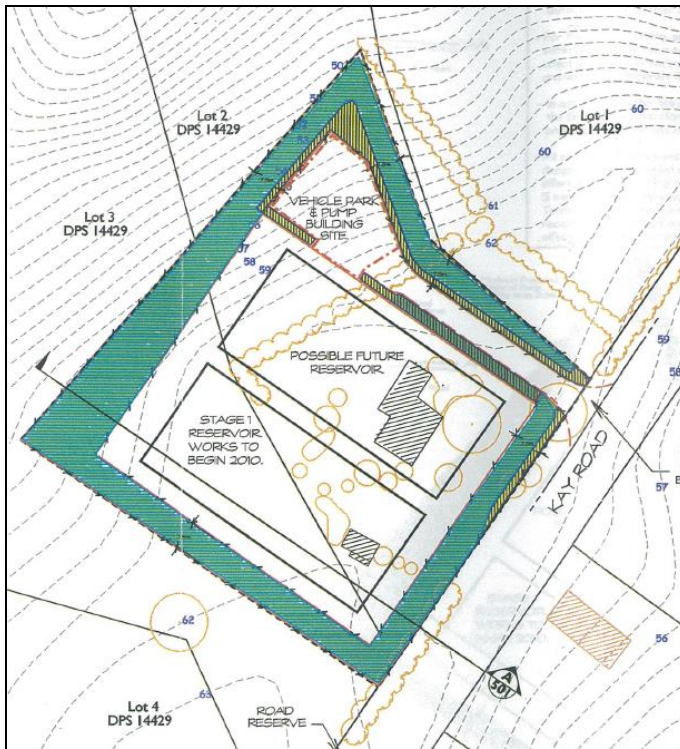 50
Lot 2
DPS 14429
Lot 1
DPS 14429
60
60
VEHICLE PARK
& PUMP
BUILDING
SITE.
61
62
Lot 3
DPS 14429
57
58
59
POSSIBLE FUTURE
RESERVOIR
59
58
STAGE 1
RESERVOIR
WORKS TO
BEGIN 2010.
KAY ROAD
57
E
62
56
A
501
63
Lot 4
DPS 14429
ROAD
RESERVE